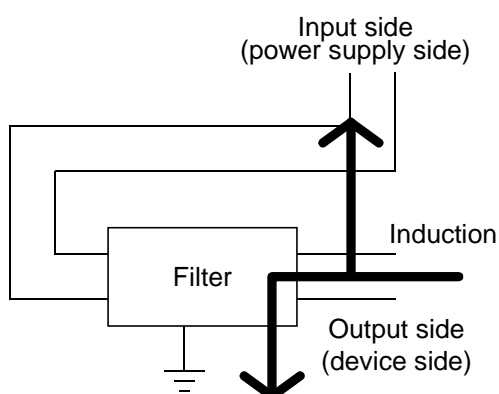 Input side
(power supply side)
Induction
Filter
Output side
(device side)